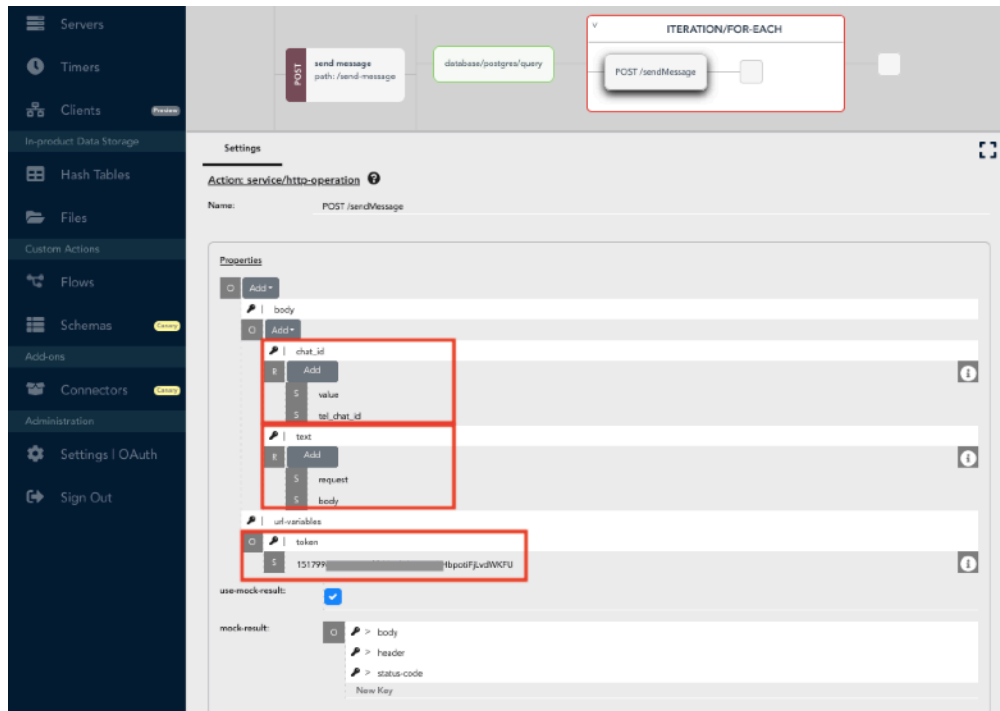 Servers
Timers
Clients Preview
In-product Data Storage
Hash Tables
Files
Custom Actions
Flows
Schemas Canary
Add-ons
Connectors Canary
Administration
Settings | OAuth
Sign Out
POST
send message
path: /send-message
database/postgres/query
v
ITERATION/FOR-EACH
POST /sendMessage
Settings
Action: service/http-operation ?
Name: POST /sendMessage
Properties
O Add
| body
O Add
| chat_id
R Add
S value
S tel_chat_id
| text
R Add
S request
S body
| url-variables
O | token
S 151799 HbpotiFjLvdWKFU
use-mock-result:
mock-result: O > body
> header
> status-code
New Key